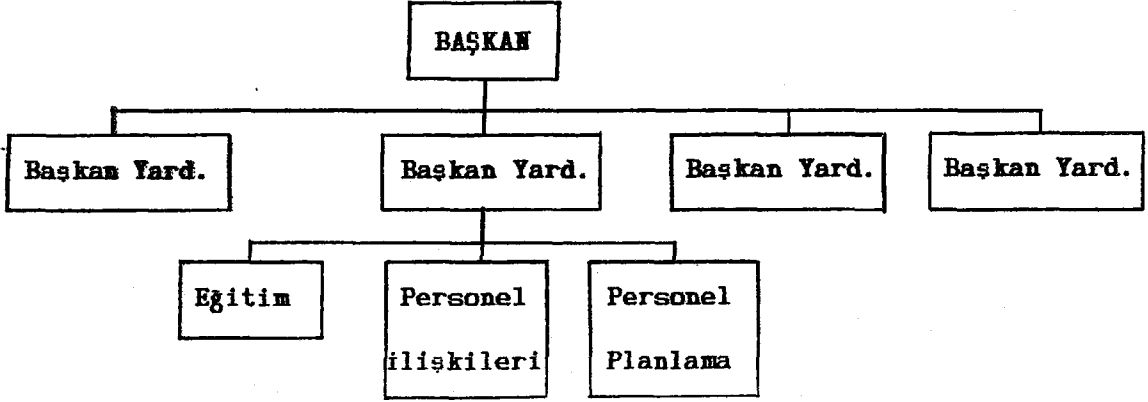 BAŞKAN
Başkan Yard.
Başkan Yard.
Başkan Yard.
Başkan Yard.
Eğitim
Personel
ilişkileri
Personel
Planlama